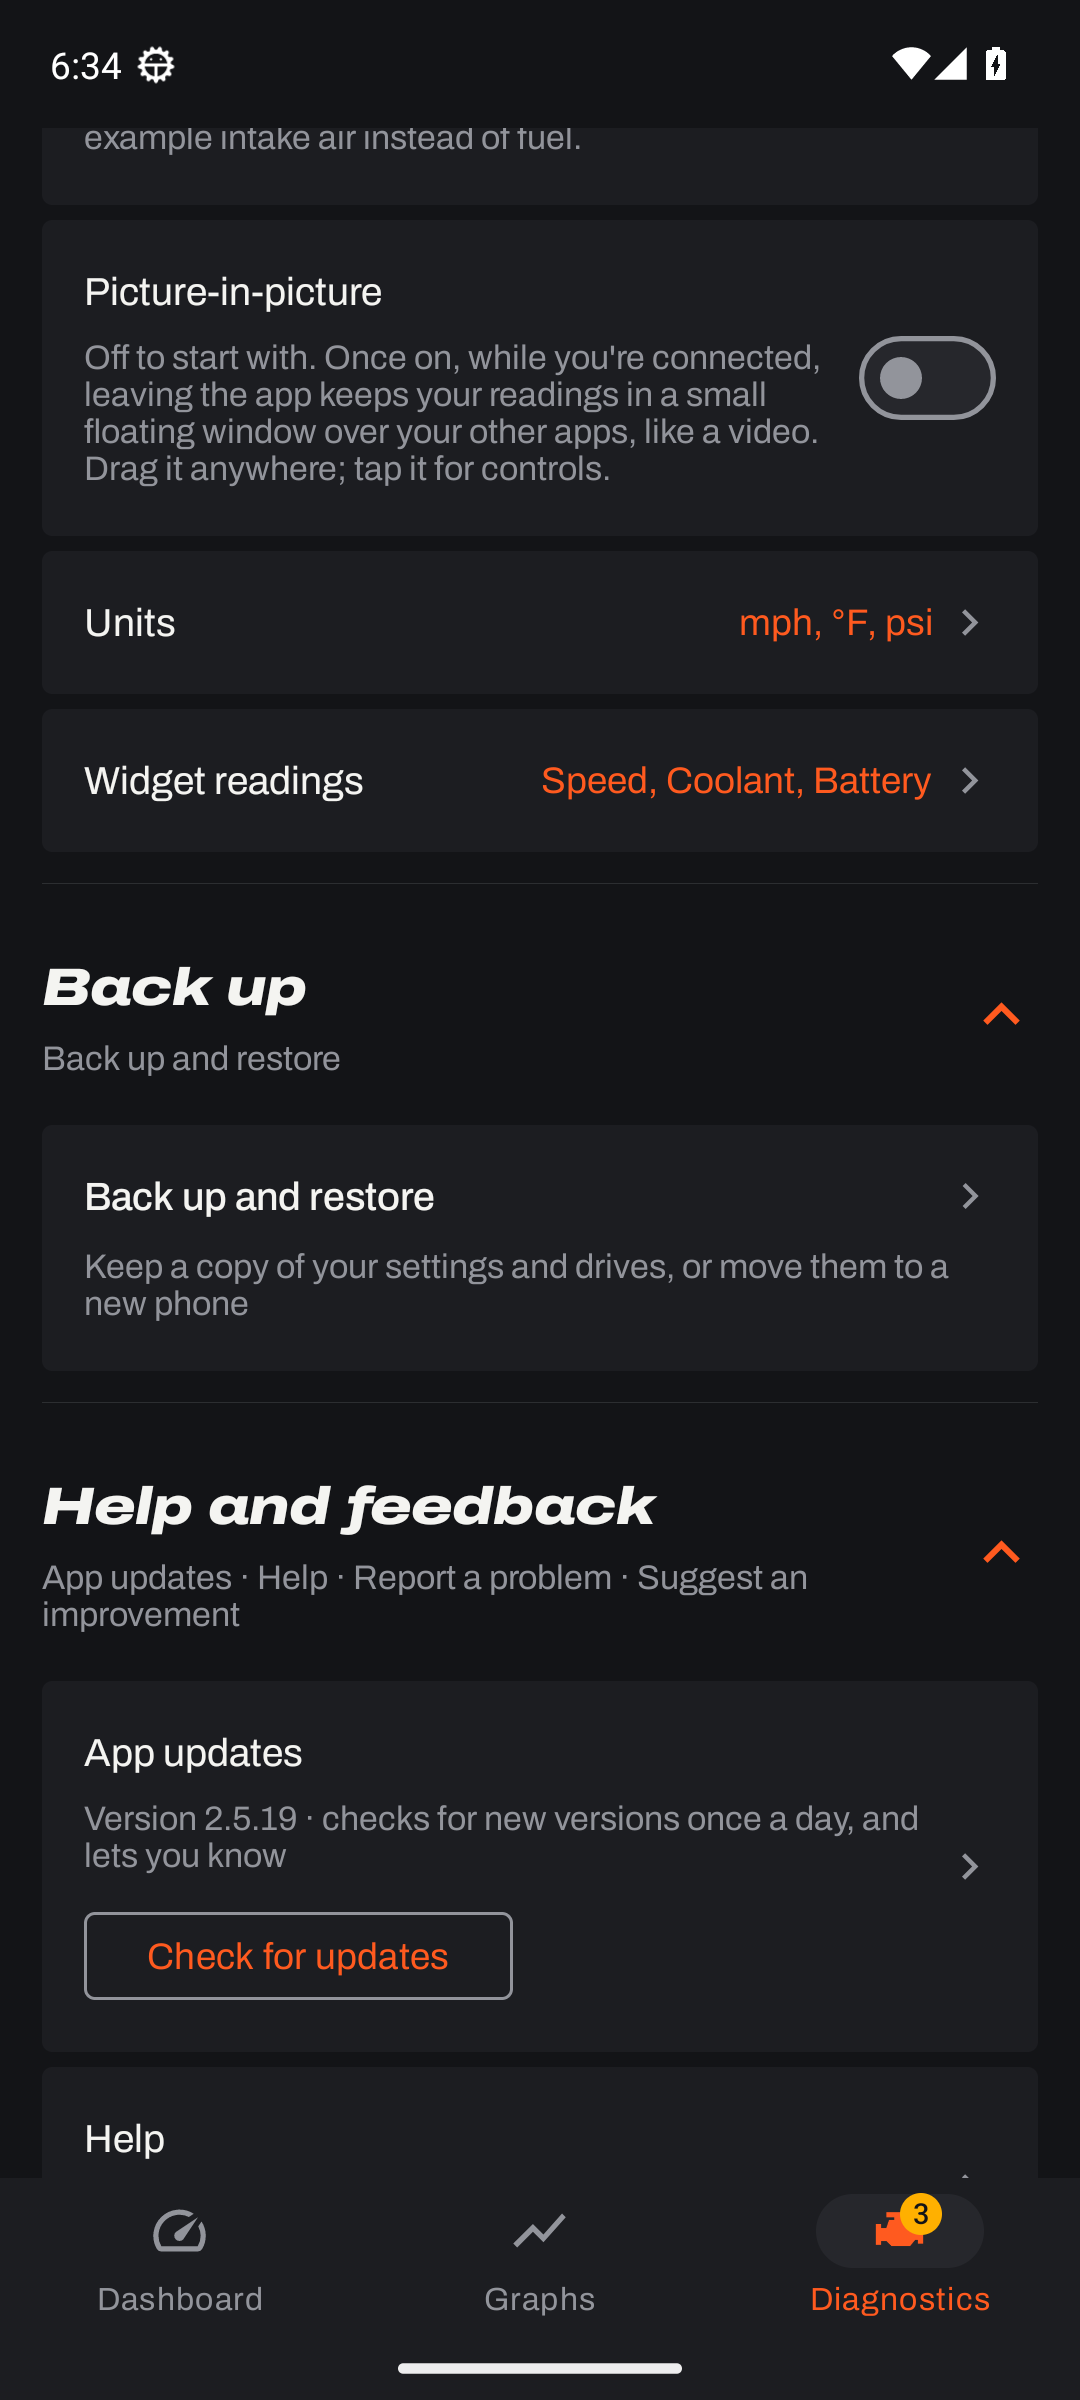 6:34
example intake air instead of fuel.
Picture-in-picture
Off to start with. Once on, while you're connected,
leaving the app keeps your readings in a small
floating window over your other apps, like a video.
Drag it anywhere; tap it for controls.
Units
mph, °F, psi
Widget readings
Speed, Coolant, Battery
Back up
Back up and restore
Back up and restore
Keep a copy of your settings and drives, or move them to a
new phone
Help and feedback
App updates · Help · Report a problem · Suggest an
improvement
App updates
Version 2.5.19 · checks for new versions once a day, and
lets you know
Check for updates
Help
3
Dashboard
Graphs
Diagnostics